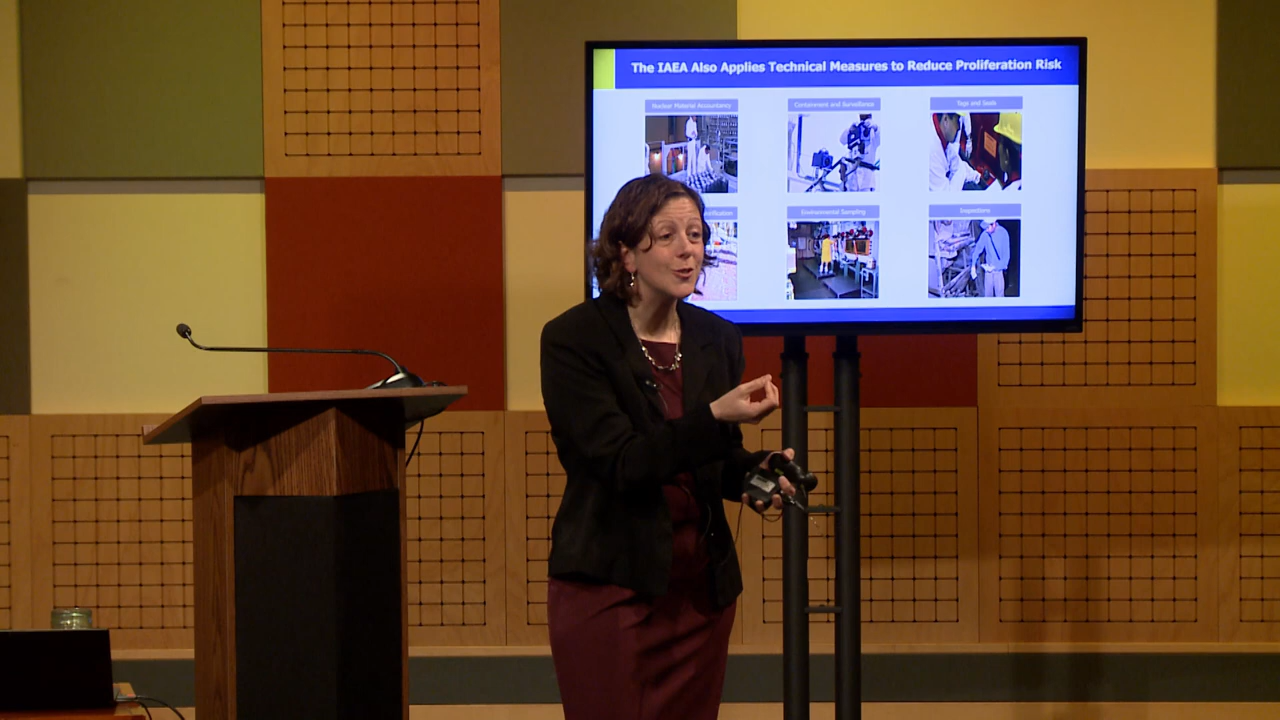 The IAEA Also Applies Technical Measures to Reduce Proliferation Risk
Nuclear Material Accountancy
Containment and Surveillance
Tags and Seals
Environmental Sampling
Inspections